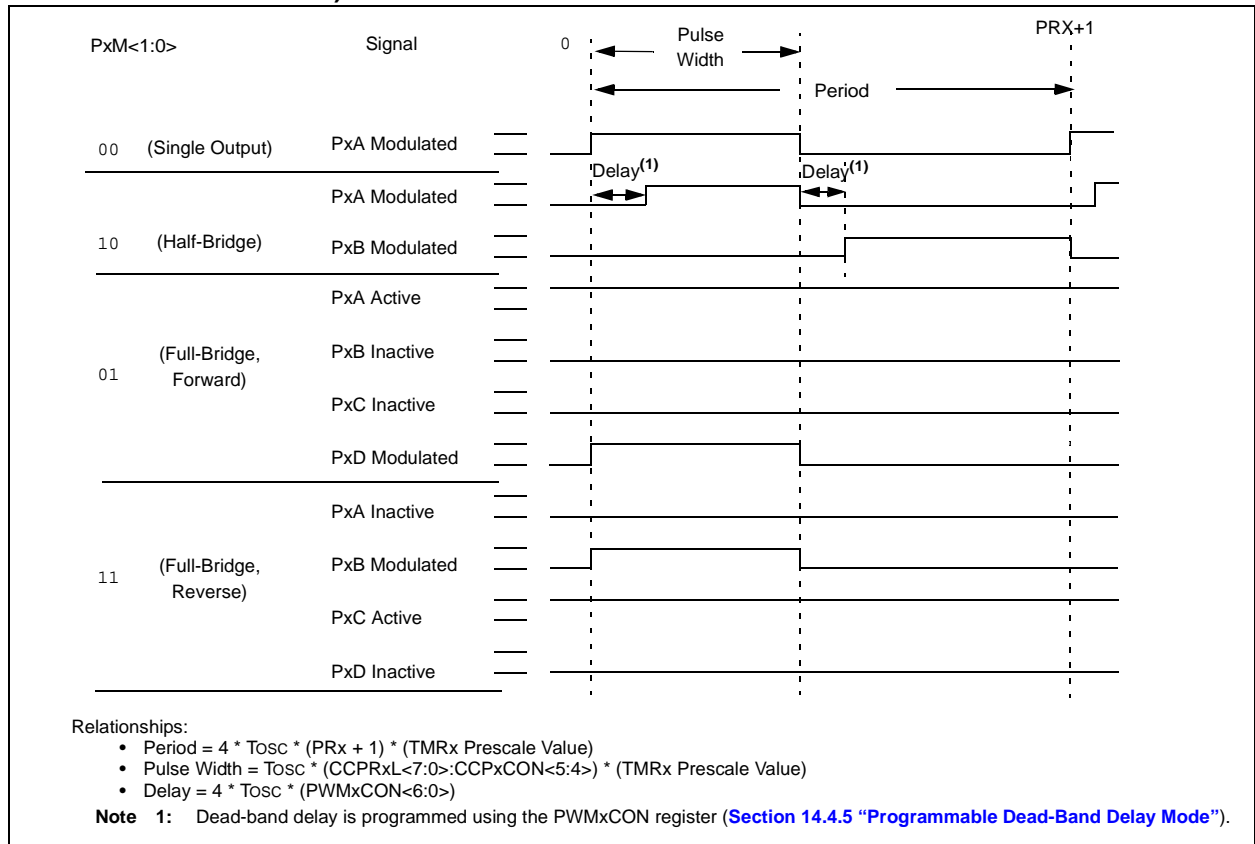 PxM<1:0> Signal 0 Pulse Width PRX+1
Period
00 (Single Output) PxA Modulated
Delay(1) Delay(1)
PxA Modulated
10 (Half-Bridge) PxB Modulated
PxA Active
(Full-Bridge, Forward) PxB Inactive
01
PxC Inactive
PxD Modulated
PxA Inactive
11 (Full-Bridge, Reverse) PxB Modulated
PxC Active
PxD Inactive
Relationships:
• Period = 4 * TOSC * (PRx + 1) * (TMRx Prescale Value)
• Pulse Width = TOSC * (CCPRxL<7:0>:CCPxCON<5:4>) * (TMRx Prescale Value)
• Delay = 4 * TOSC * (PWMxCON<6:0>)
Note 1: Dead-band delay is programmed using the PWMxCON register (Section 14.4.5 “Programmable Dead-Band Delay Mode”).